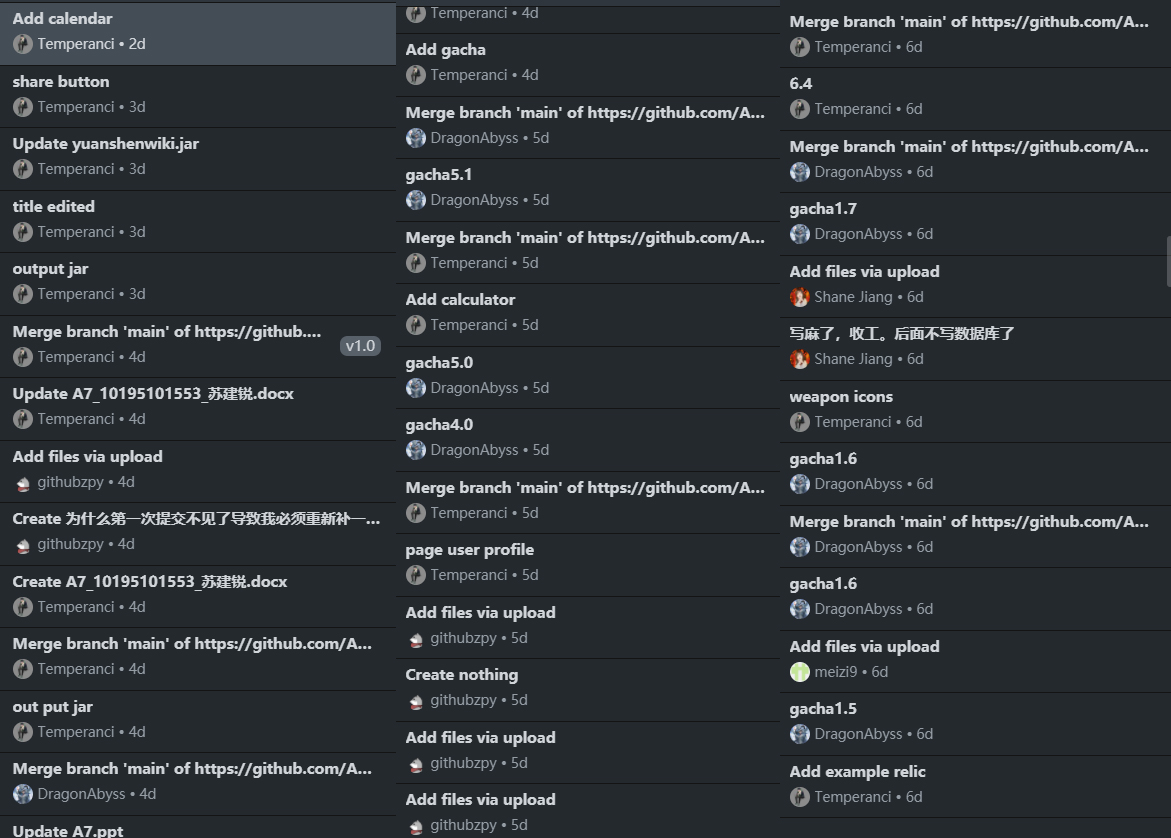 Add calendar
Temperanci • 2d
share button
Temperanci • 3d
Update yuanshenwiki.jar
Temperanci • 3d
title edited
Temperanci • 3d
output jar
Temperanci • 3d
Merge branch 'main' of https://github....
Temperanci • 4d
v1.0
Update A7_10195101553_苏建锐.docx
Temperanci • 4d
Add files via upload
githubzpy • 4d
Create 为什么第一次提交不见了导致我必须重新补一...
githubzpy • 4d
Create A7_10195101553_苏建锐.docx
Temperanci • 4d
Merge branch 'main' of https://github.com/A...
Temperanci • 4d
out put jar
Temperanci • 4d
Merge branch 'main' of https://github.com/A...
DragonAbyss • 4d
Update A7.ppt
Temperanci • 4d
Add gacha
Temperanci • 4d
Merge branch 'main' of https://github.com/A...
DragonAbyss • 5d
gacha5.1
DragonAbyss • 5d
Merge branch 'main' of https://github.com/A...
Temperanci • 5d
Add calculator
Temperanci • 5d
gacha5.0
DragonAbyss • 5d
gacha4.0
DragonAbyss • 5d
Merge branch 'main' of https://github.com/A...
Temperanci • 5d
page user profile
Temperanci • 5d
Add files via upload
githubzpy • 5d
Create nothing
githubzpy • 5d
Add files via upload
githubzpy • 5d
Add files via upload
githubzpy • 5d
Merge branch 'main' of https://github.com/A...
Temperanci • 6d
6.4
Temperanci • 6d
Merge branch 'main' of https://github.com/A...
DragonAbyss • 6d
gacha1.7
DragonAbyss • 6d
Add files via upload
Shane Jiang • 6d
写麻了，收工。后面不写数据库了
Shane Jiang • 6d
weapon icons
Temperanci • 6d
gacha1.6
DragonAbyss • 6d
Merge branch 'main' of https://github.com/A...
DragonAbyss • 6d
gacha1.6
DragonAbyss • 6d
Add files via upload
meizi9 • 6d
gacha1.5
DragonAbyss • 6d
Add example relic
Temperanci • 6d